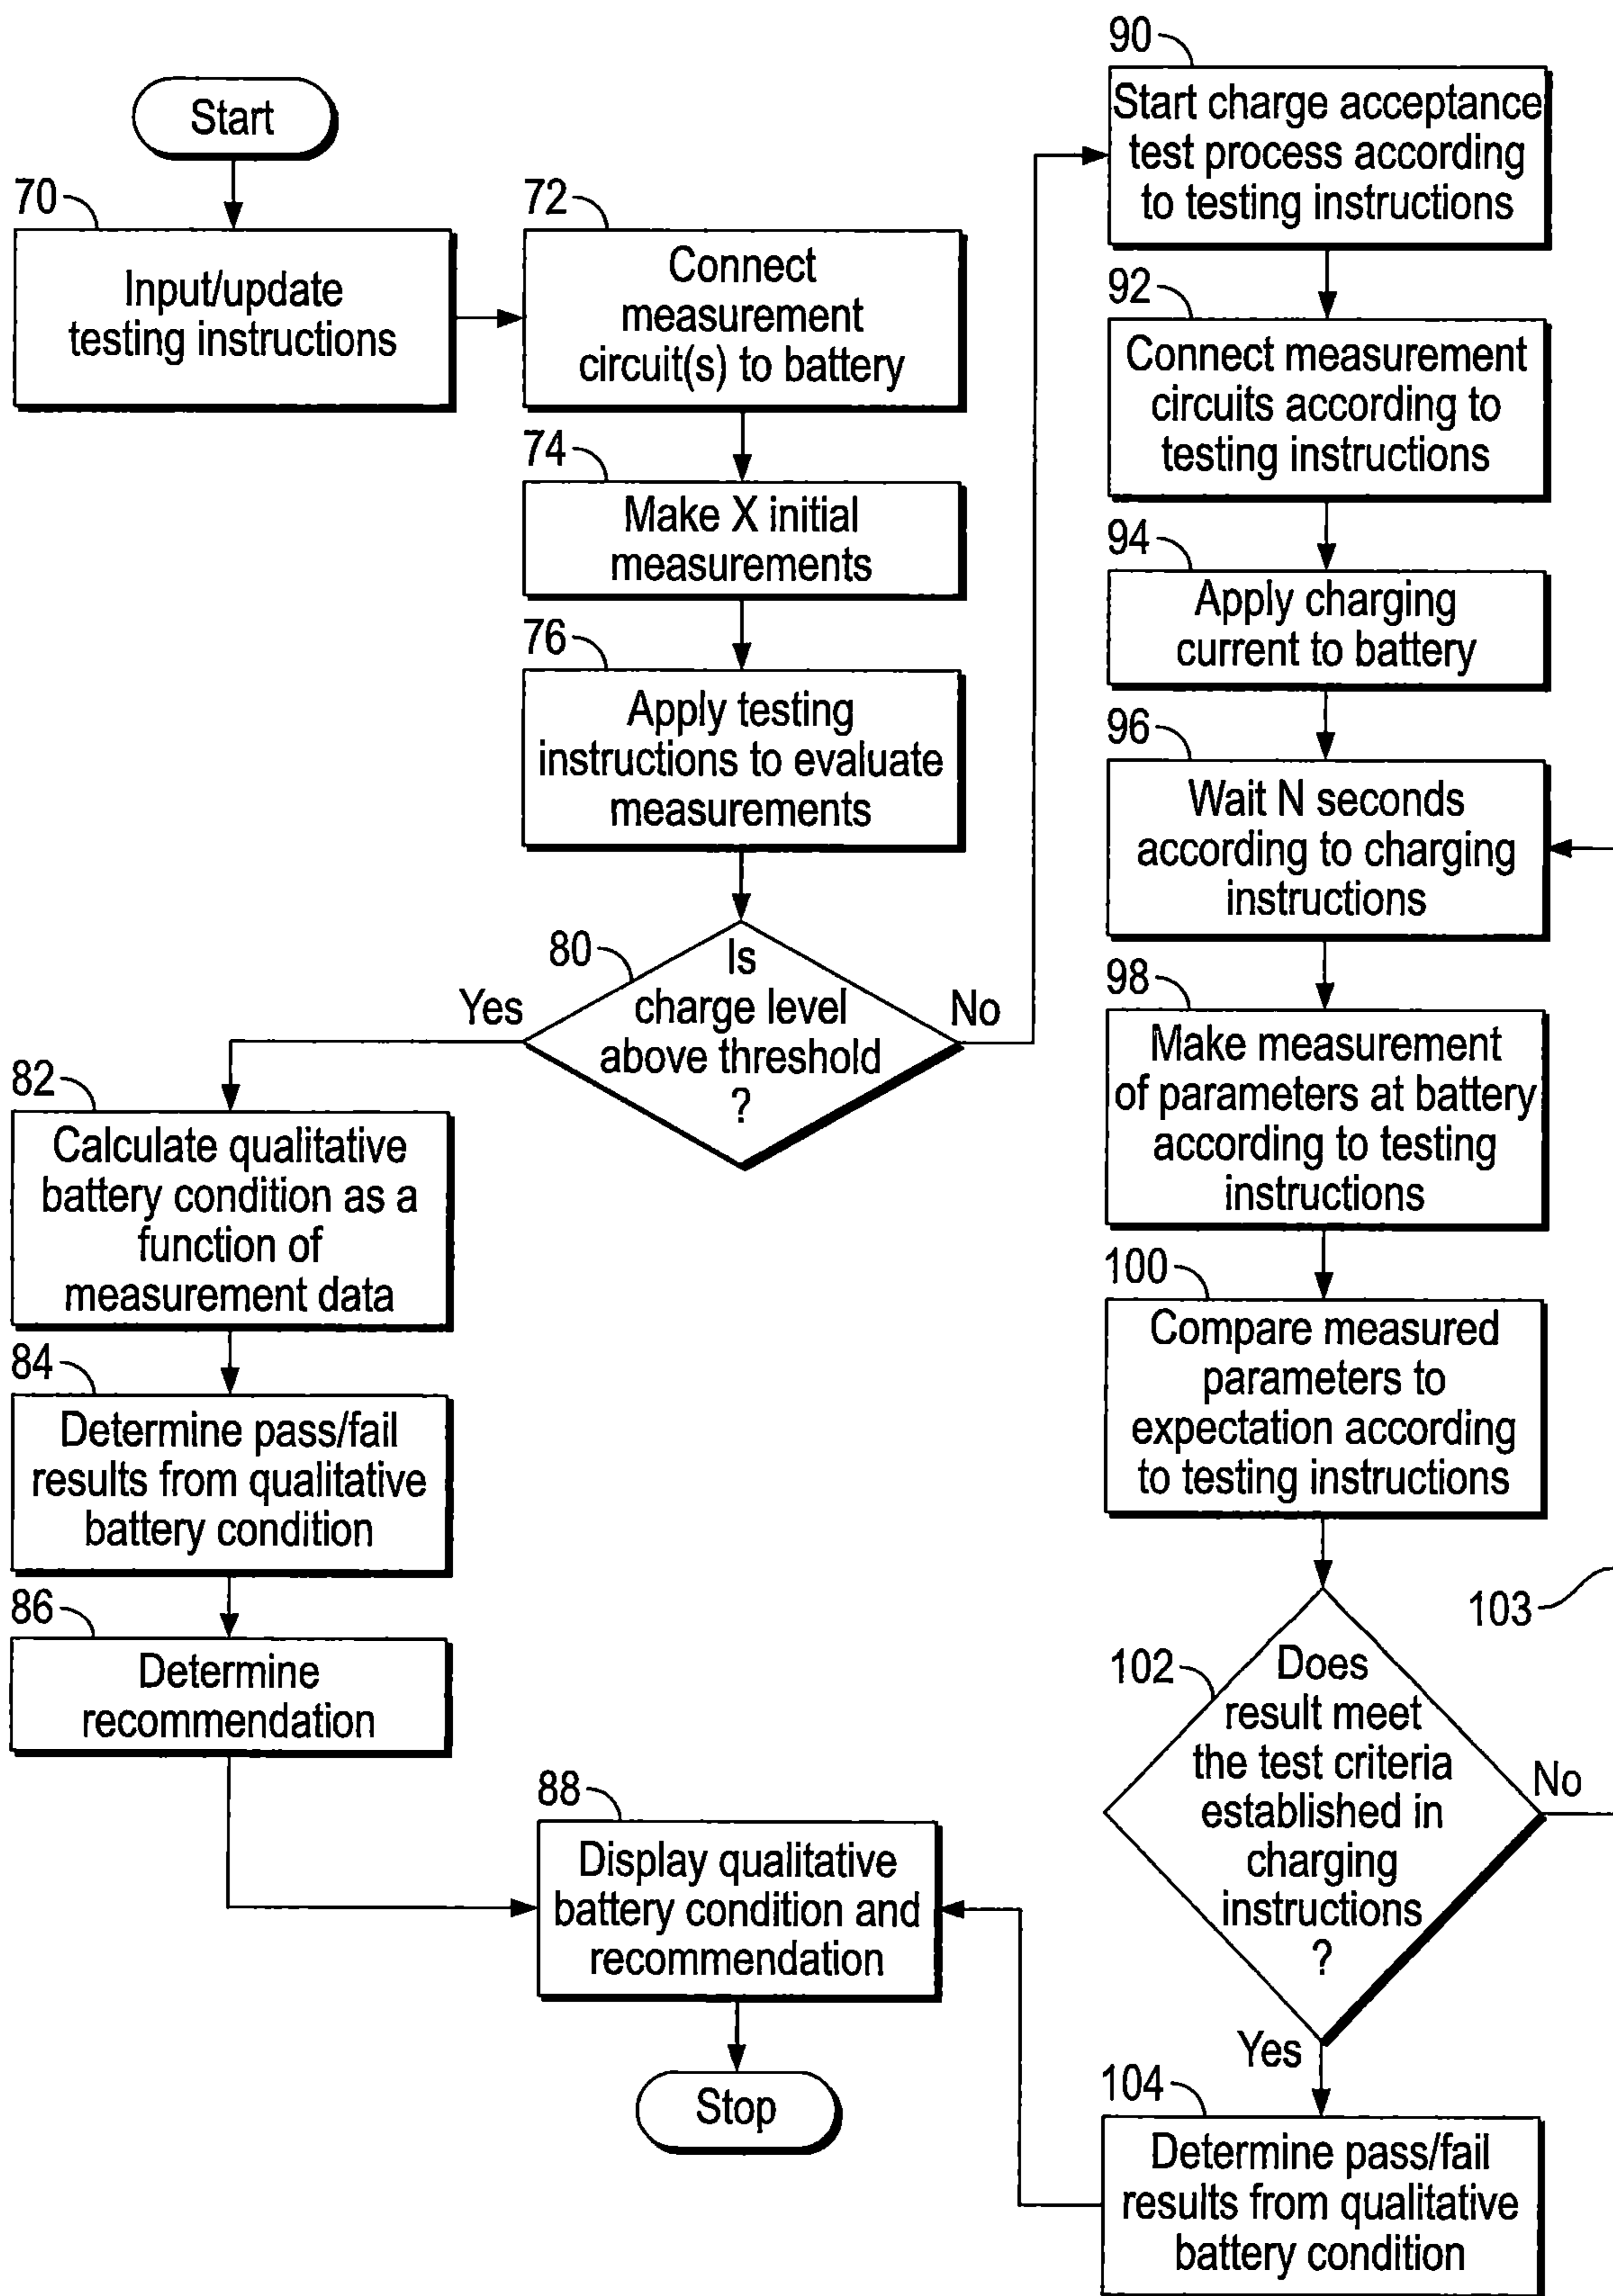 Start
70
Input/update
testing instructions
72
Connect
measurement
circuit(s) to battery
74
Make X initial
measurements
76
Apply testing
instructions to evaluate
measurements
80
Is
charge level
above threshold
?
Yes
No
82
Calculate qualitative
battery condition as a
function of
measurement data
84
Determine pass/fail
results from qualitative
battery condition
86
Determine
recommendation
88
Display qualitative
battery condition and
recommendation
Stop
90
Start charge acceptance
test process according
to testing instructions
92
Connect measurement
circuits according to
testing instructions
94
Apply charging
current to battery
96
Wait N seconds
according to charging
instructions
98
Make measurement
of parameters at battery
according to testing
instructions
100
Compare measured
parameters to
expectation according
to testing instructions
103
102
Does
result meet
the test criteria
established in
charging
instructions
?
No
Yes
104
Determine pass/fail
results from qualitative
battery condition